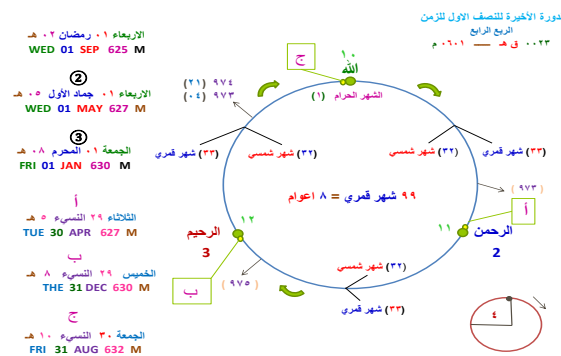 الدورة الأخيرة للنصف الاول للزمن
الربع الرابع
٠٠٢٣ ق هـ — ٠٦٠١ م
الاربعاء ٠١ رمضان ٠٢ هـ
WED 01 SEP 625 M
②
الاربعاء ٠١ جماد الأول ٠٥ هـ
WED 01 MAY 627 M
③
الجمعة ٠١ المحرم ٠٨ هـ
FRI 01 JAN 630 M
أ
الثلاثاء ٢٩ النسيء ٥ هـ
TUE 30 APR 627 M
ب
الخميس ٢٩ النسيء ٨ هـ
THE 31 DEC 630 M
ج
الجمعة ٣٠ النسيء ١٠ هـ
FRI 31 AUG 632 M
ج
١٠
الله
الشهر الحرام (١)
٩٧٤ (٢١)
٩٧٣ (٠٤)
(٣٢) شهر شمسي
(٣٣) شهر قمري
(٣٢) شهر شمسي
(٣٣) شهر قمري
٩٩ شهر قمري = ٨ اعوام
(٩٧٣)
أ
١١
الرحمن
2
١٢
الرحيم
3
ب
(٩٧٥)
(٣٢) شهر شمسي
(٣٣) شهر قمري
٤